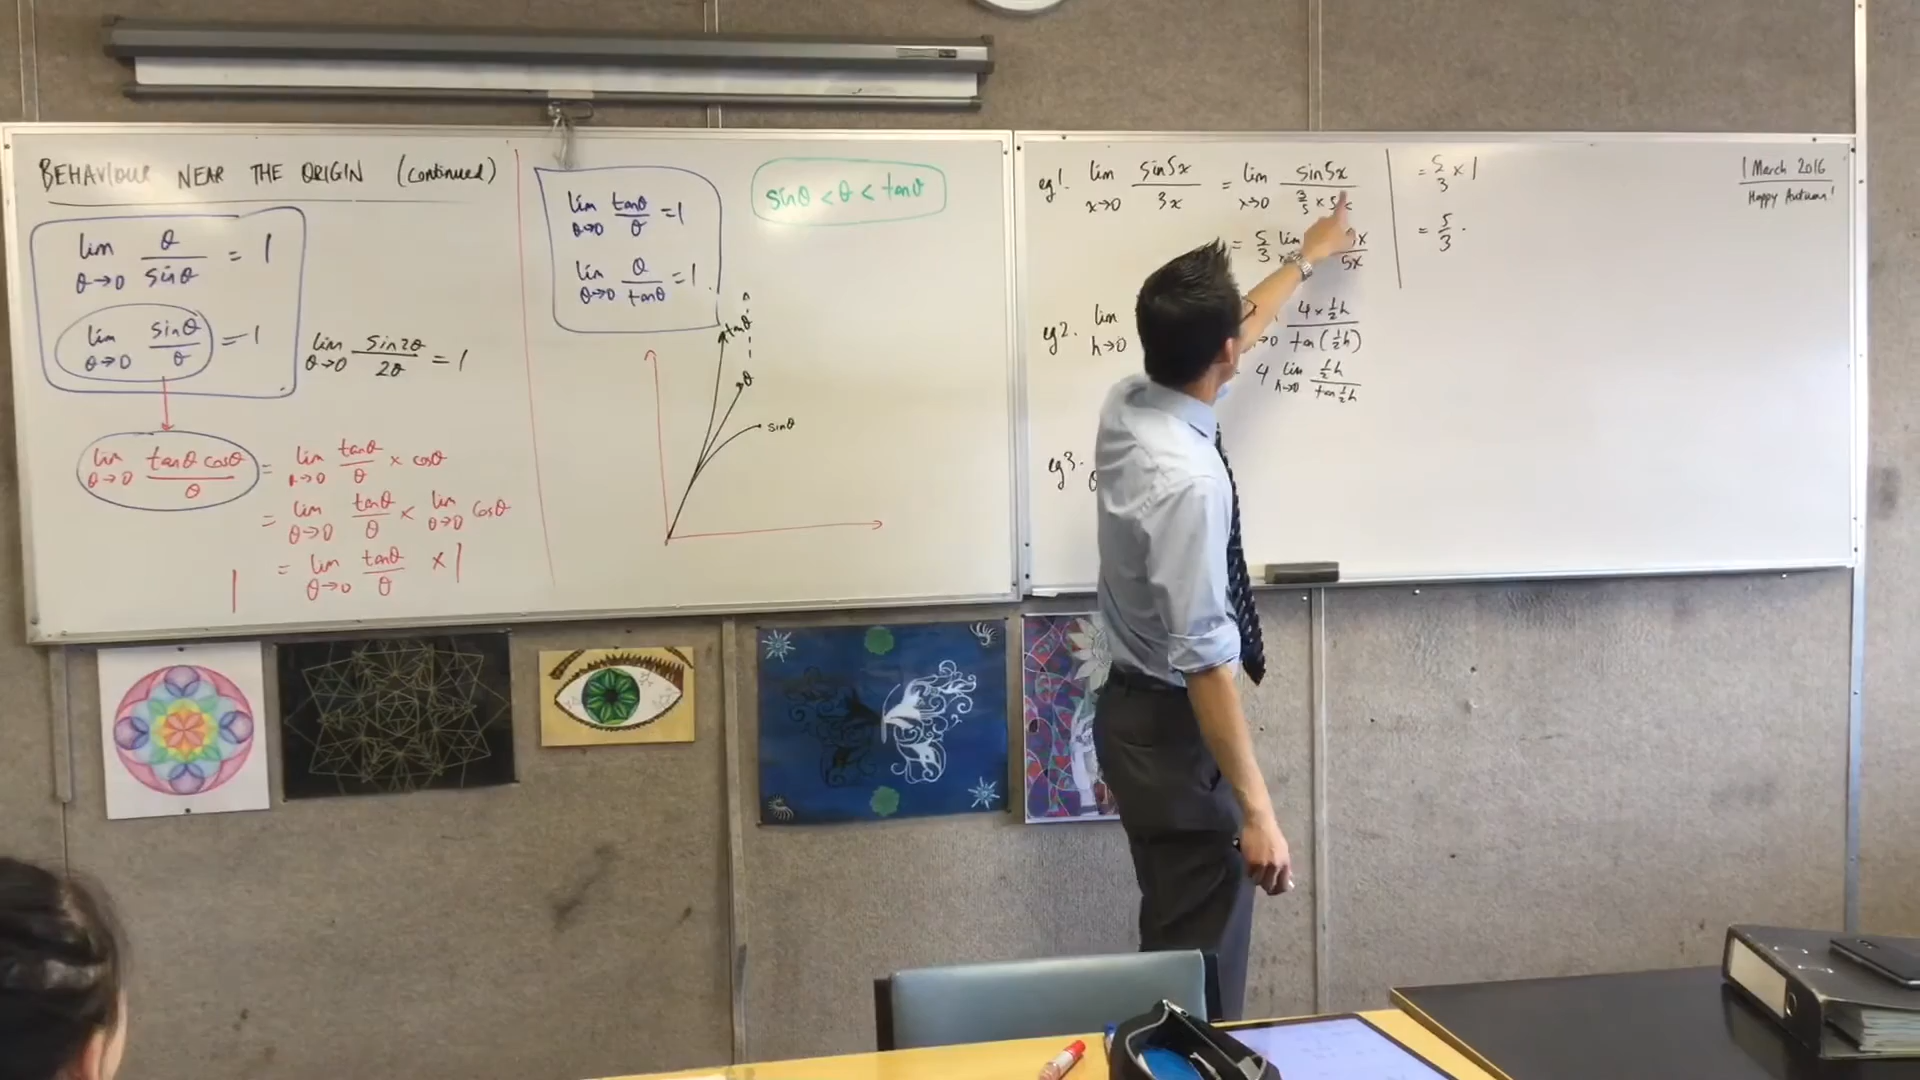 BEHAVIOUR NEAR THE ORIGIN (continued)
lim θ→0 θ/sinθ = 1
lim θ→0 sinθ/θ = 1
lim θ→0 sin2θ/2θ = 1
lim θ→0 tanθ cosθ/θ = lim θ→0 tanθ/θ × cosθ
= lim θ→0 tanθ/θ × lim θ→0 cosθ
= lim θ→0 tanθ/θ × 1
1
lim θ→0 tanθ/θ = 1
lim θ→0 θ/tanθ = 1
sinθ < θ < tanθ
tanθ
θ
sinθ
eg1. lim x→0 sin5x/3x = lim x→0 sin5x
= 5/3 lim 5x
= 5/3 × 1
= 5/3.
eg2. lim h→0 4×½h/tan(½h)
4 lim h→0 ½h/tan½h
eg3.
1 March 2016
Happy Autumn!